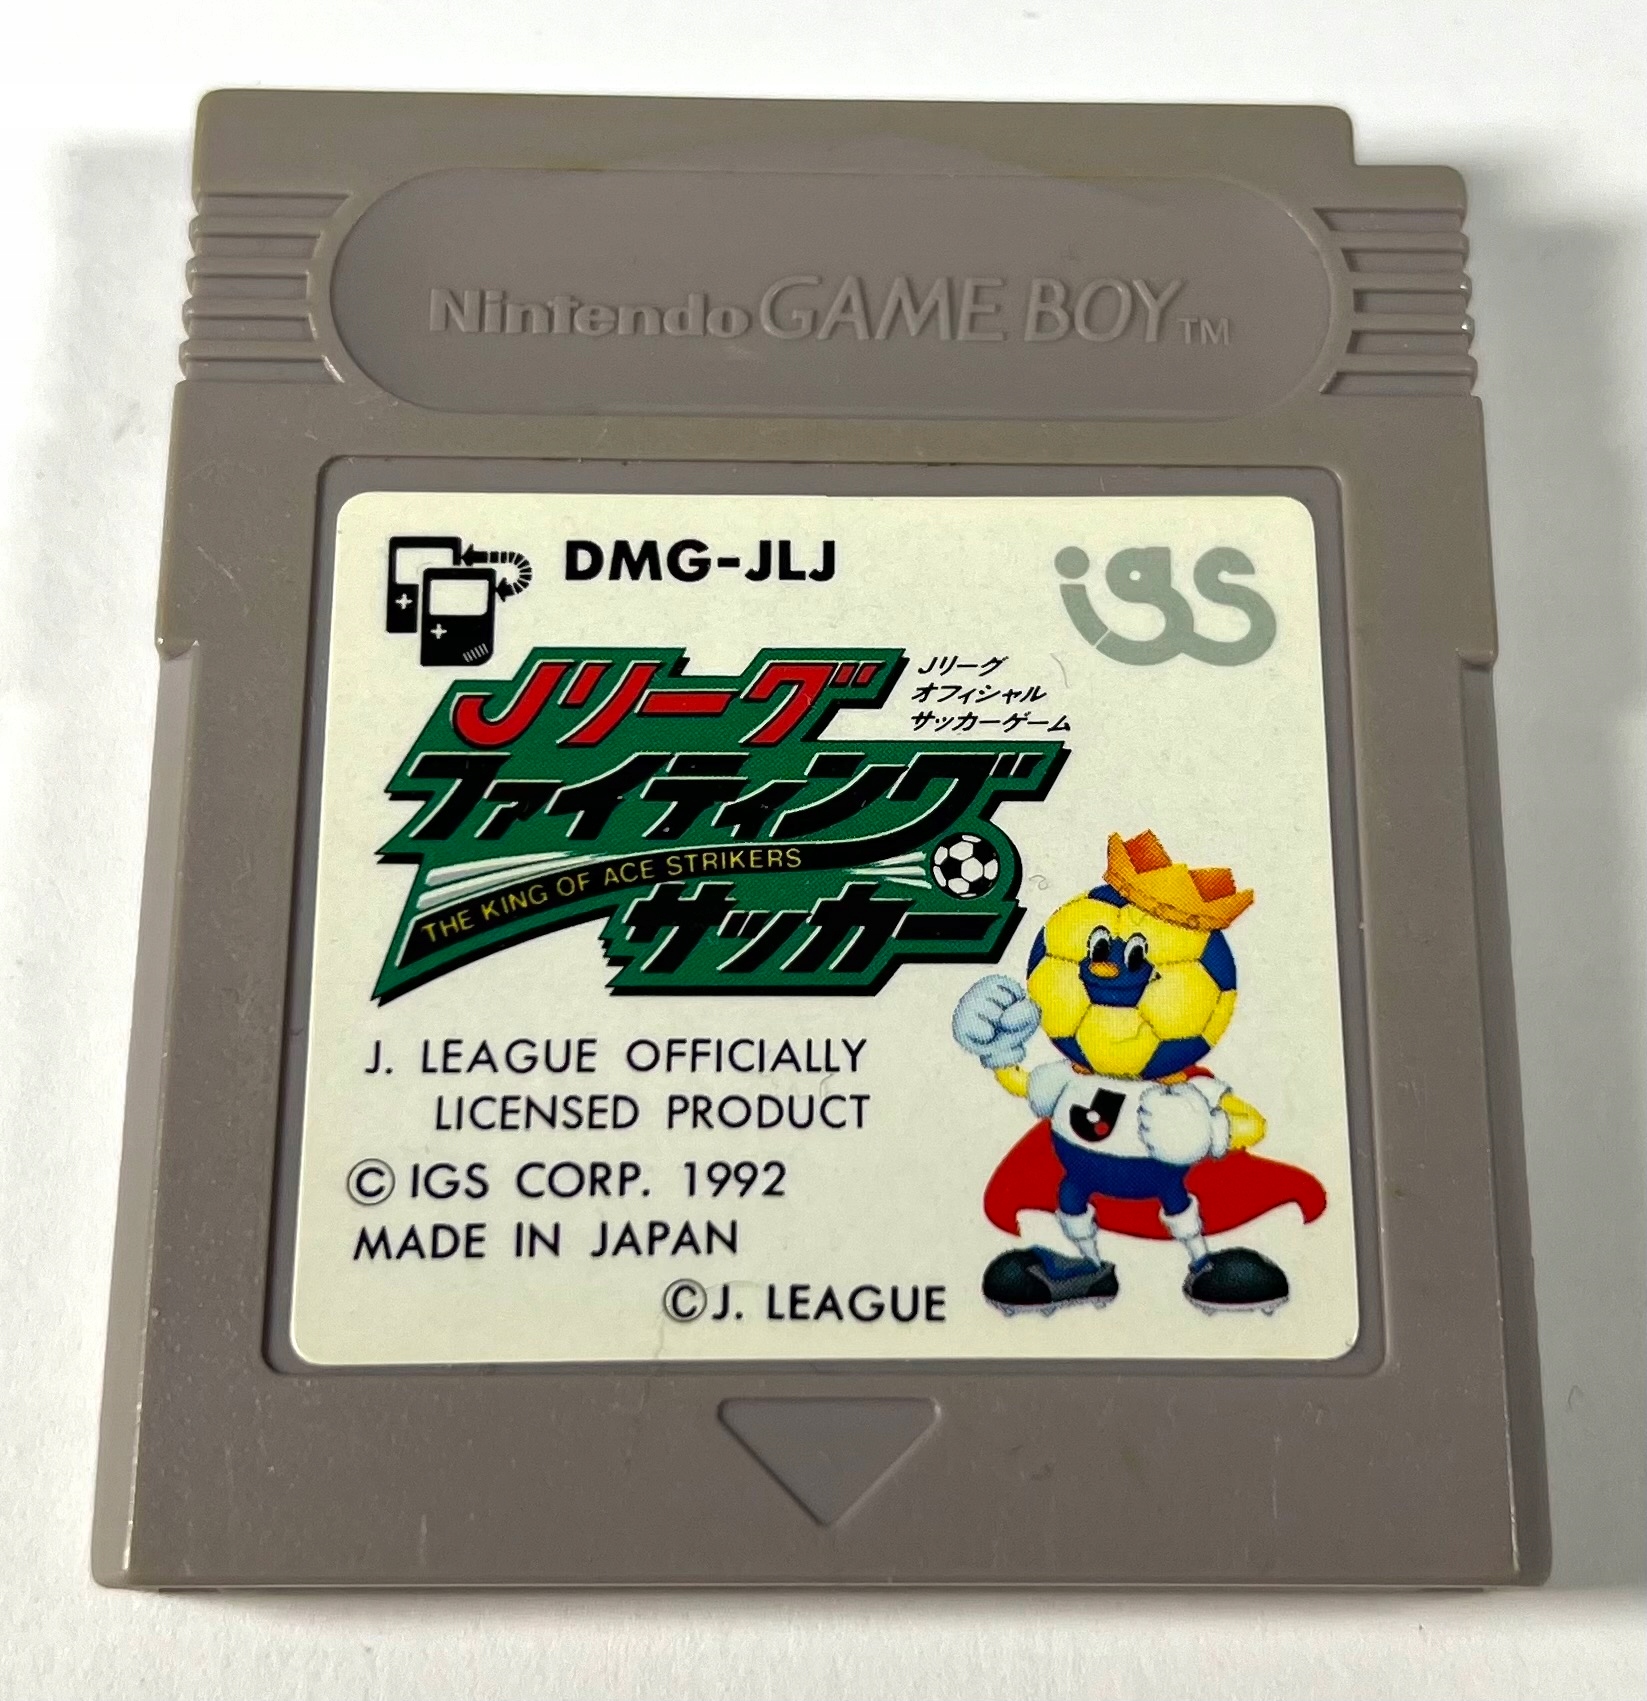 Nintendo GAME BOY TM
DMG-JLJ
igs
Jリーグ
Jリーグ
オフィシャル
サッカーゲーム
ファイティング
THE KING OF ACE STRIKERS
サッカー
J. LEAGUE OFFICIALLY
LICENSED PRODUCT
© IGS CORP. 1992
MADE IN JAPAN
© J. LEAGUE